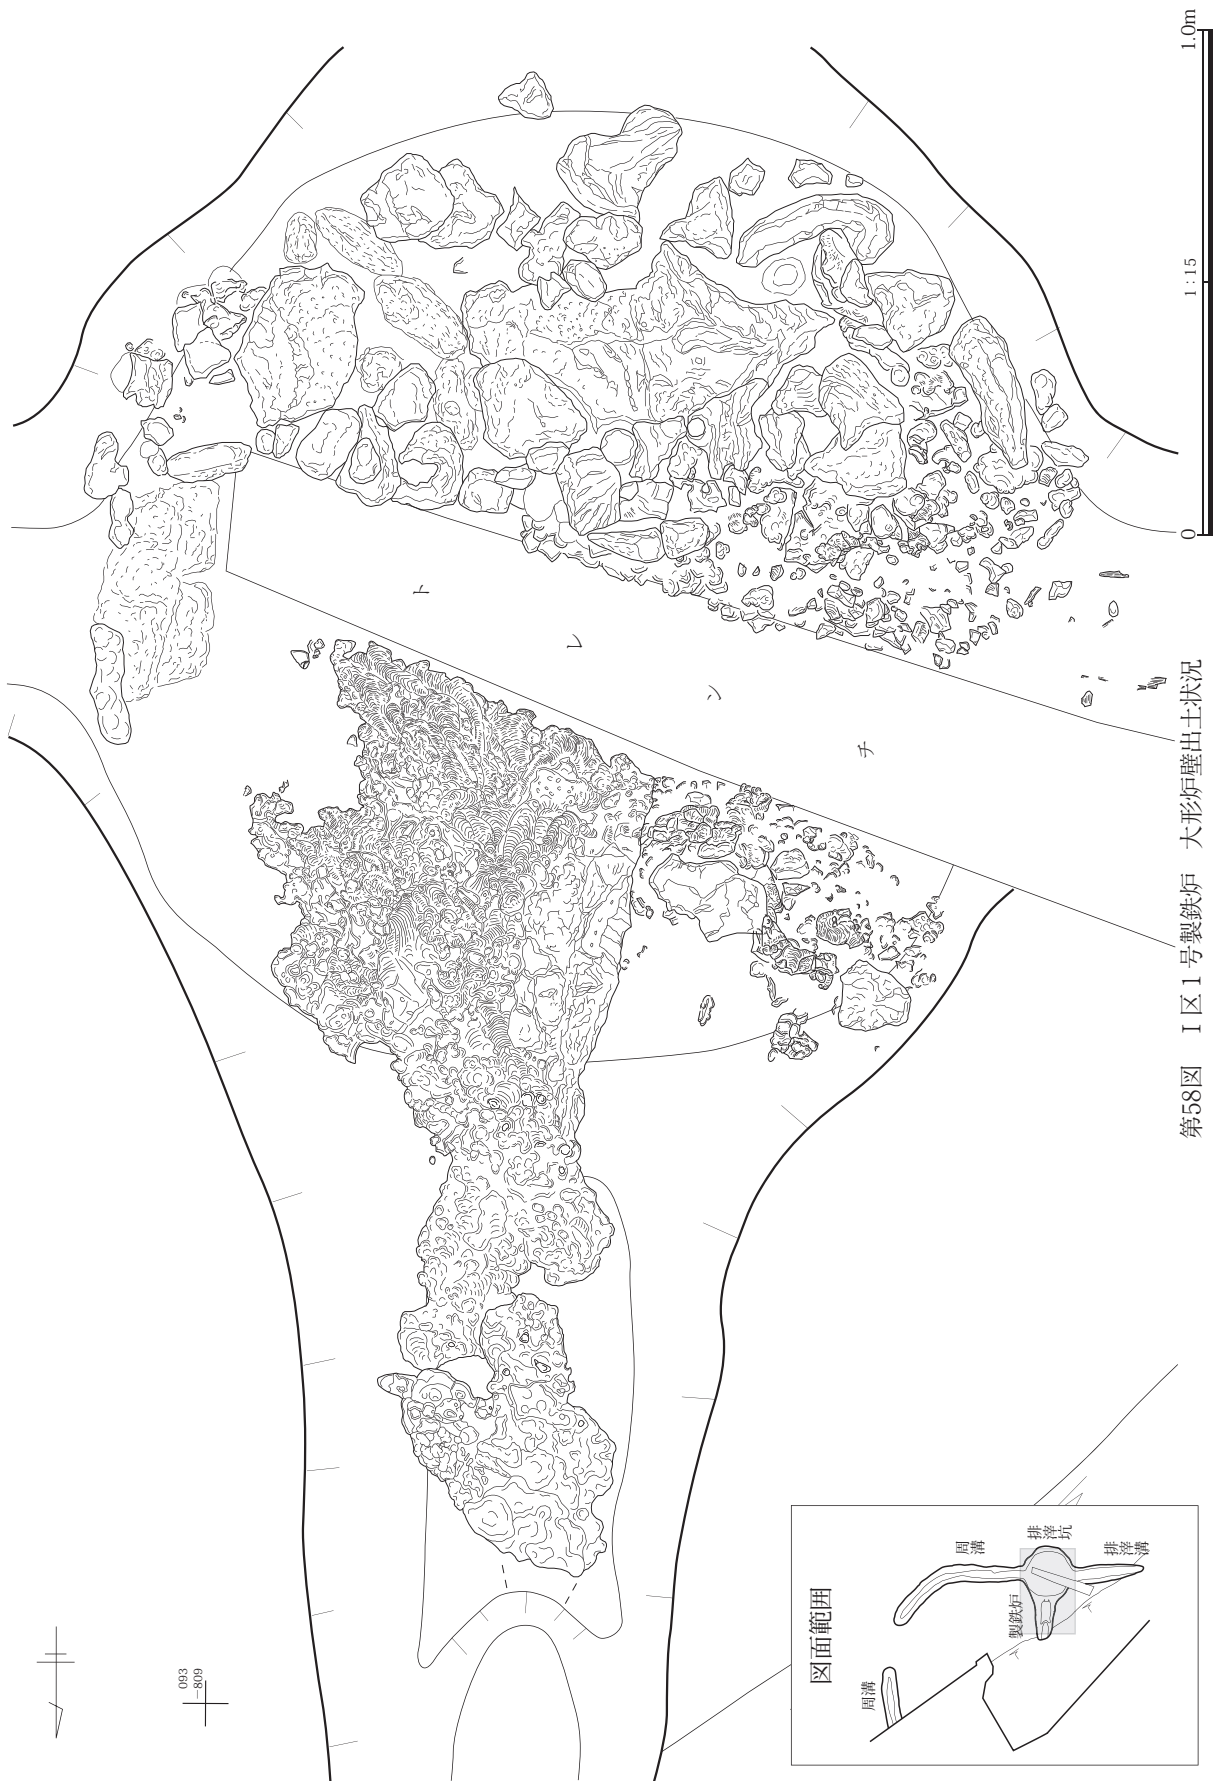 第58図　Ⅰ区1号製鉄炉　大形炉壁出土状況
0
1:15
1.0m
トレンチ
093
−809
図面範囲
周溝
製鉄炉
周溝
排滓坑
排滓溝